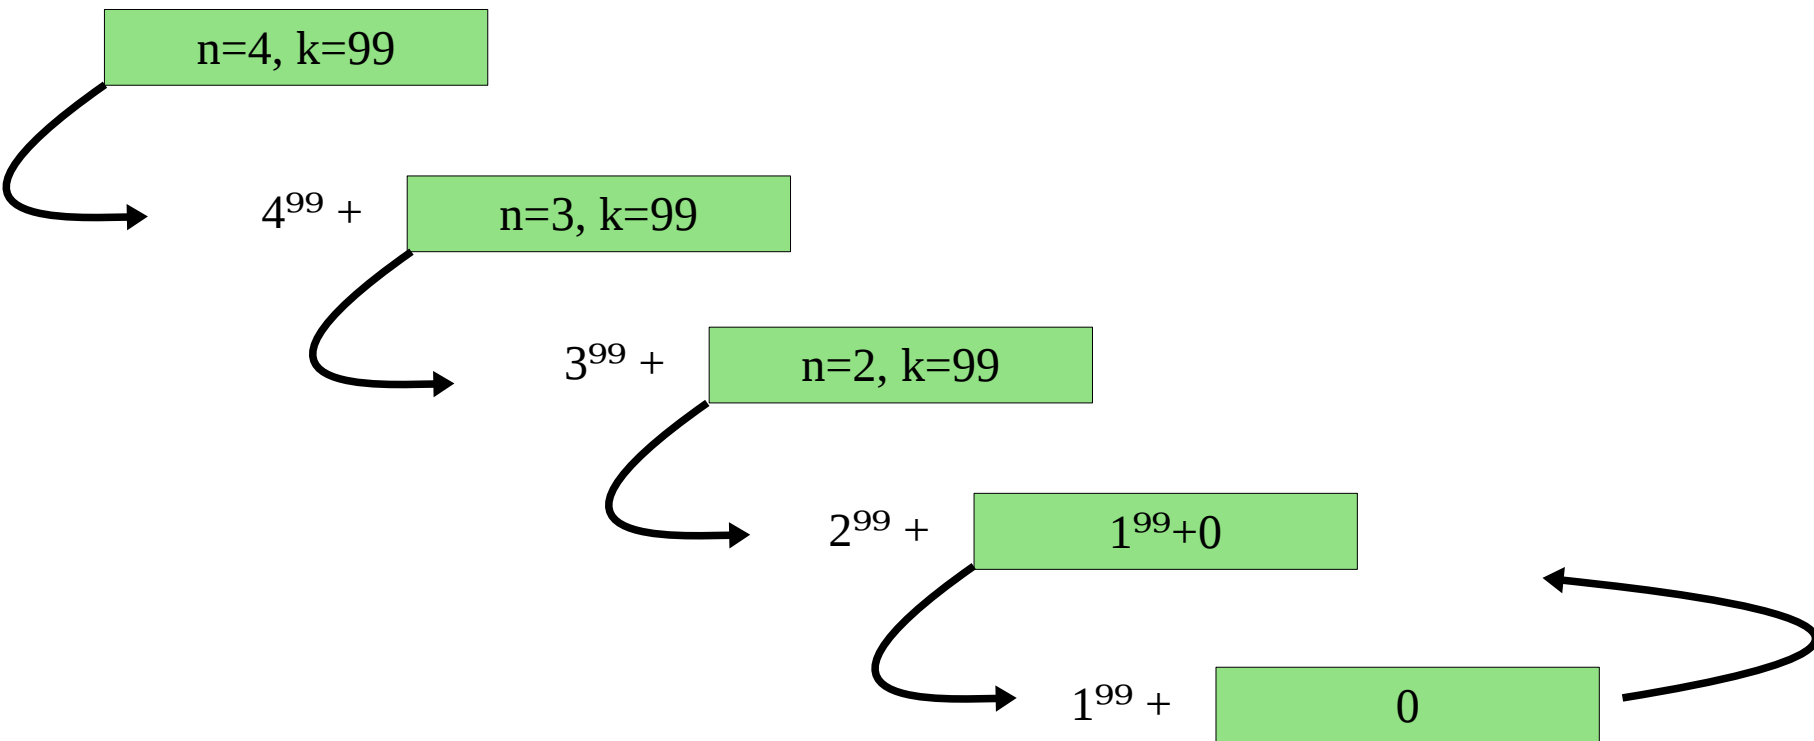 n=4, k=99
4⁹⁹ + n=3, k=99
3⁹⁹ + n=2, k=99
2⁹⁹ + 1⁹⁹+0
1⁹⁹ + 0